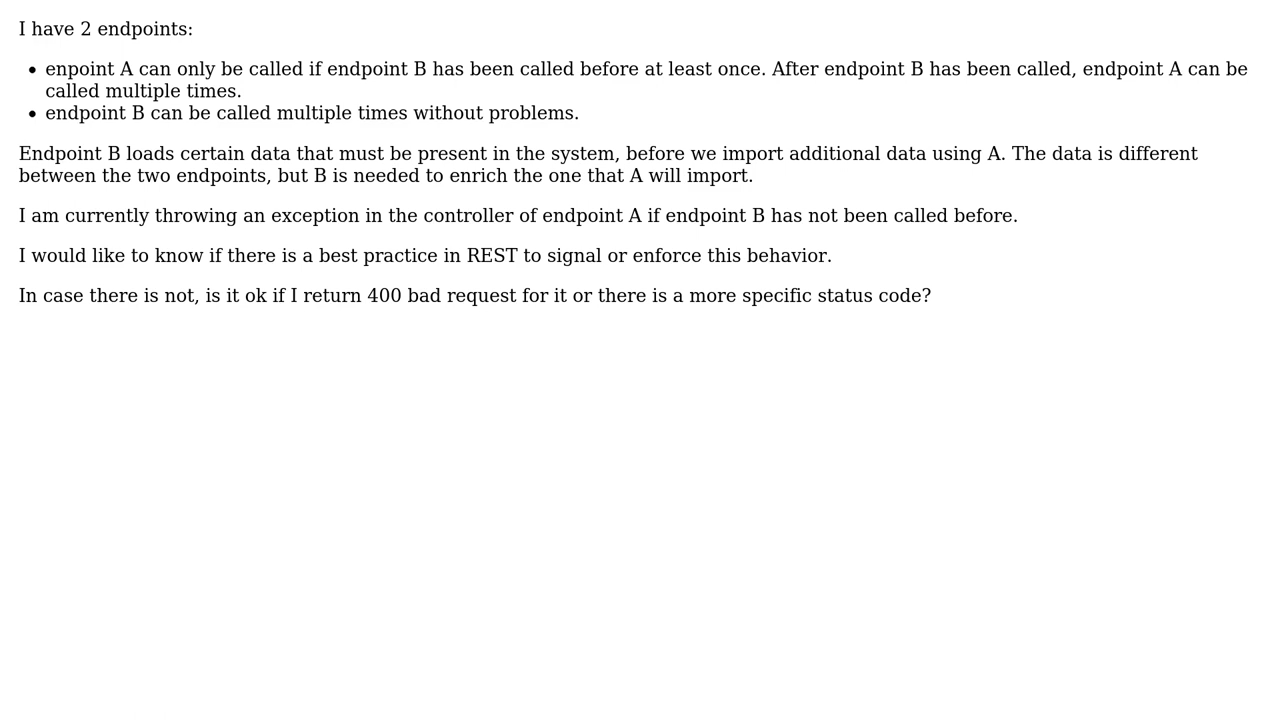 I have 2 endpoints:
• enpoint A can only be called if endpoint B has been called before at least once. After endpoint B has been called, endpoint A can be
called multiple times.
• endpoint B can be called multiple times without problems.
Endpoint B loads certain data that must be present in the system, before we import additional data using A. The data is different
between the two endpoints, but B is needed to enrich the one that A will import.
I am currently throwing an exception in the controller of endpoint A if endpoint B has not been called before.
I would like to know if there is a best practice in REST to signal or enforce this behavior.
In case there is not, is it ok if I return 400 bad request for it or there is a more specific status code?